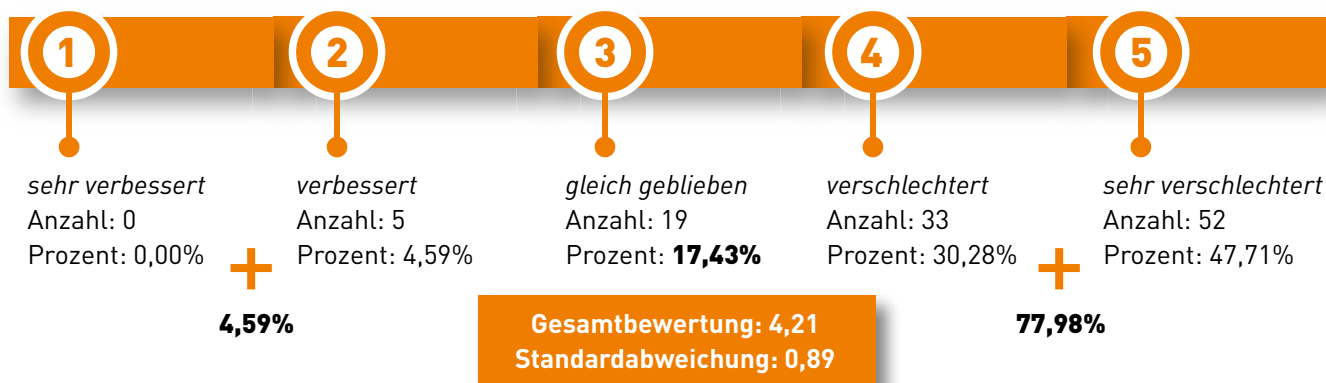 1
2
3
4
5
sehr verbessert
Anzahl: 0
Prozent: 0,00%
verbessert
Anzahl: 5
Prozent: 4,59%
gleich geblieben
Anzahl: 19
Prozent: 17,43%
verschlechtert
Anzahl: 33
Prozent: 30,28%
sehr verschlechtert
Anzahl: 52
Prozent: 47,71%
+
4,59%
+
77,98%
Gesamtbewertung: 4,21
Standardabweichung: 0,89